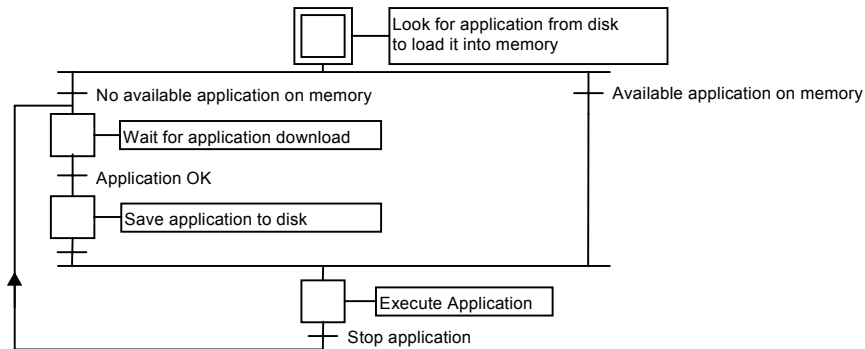 Look for application from disk
to load it into memory
No available application on memory
Available application on memory
Wait for application download
Application OK
Save application to disk
Execute Application
Stop application